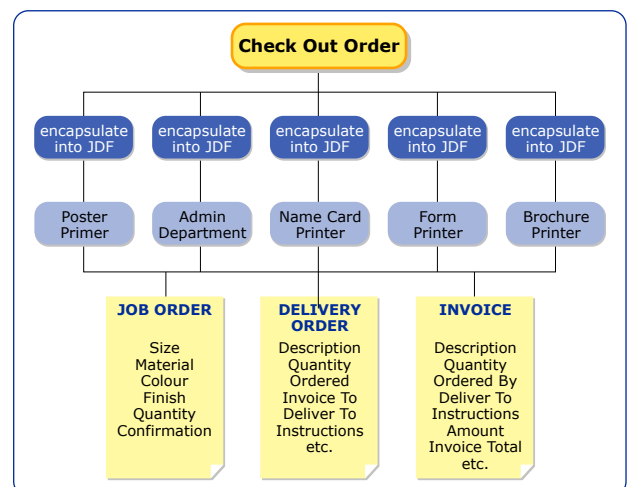 Check Out Order
encapsulate
into JDF
encapsulate
into JDF
encapsulate
into JDF
encapsulate
into JDF
encapsulate
into JDF
Poster
Primer
Admin
Department
Name Card
Printer
Form
Printer
Brochure
Printer
JOB ORDER
Size
Material
Colour
Finish
Quantity
Confirmation
DELIVERY
ORDER
Description
Quantity
Ordered
Invoice To
Deliver To
Instructions
etc.
INVOICE
Description
Quantity
Ordered By
Deliver To
Instructions
Amount
Invoice Total
etc.